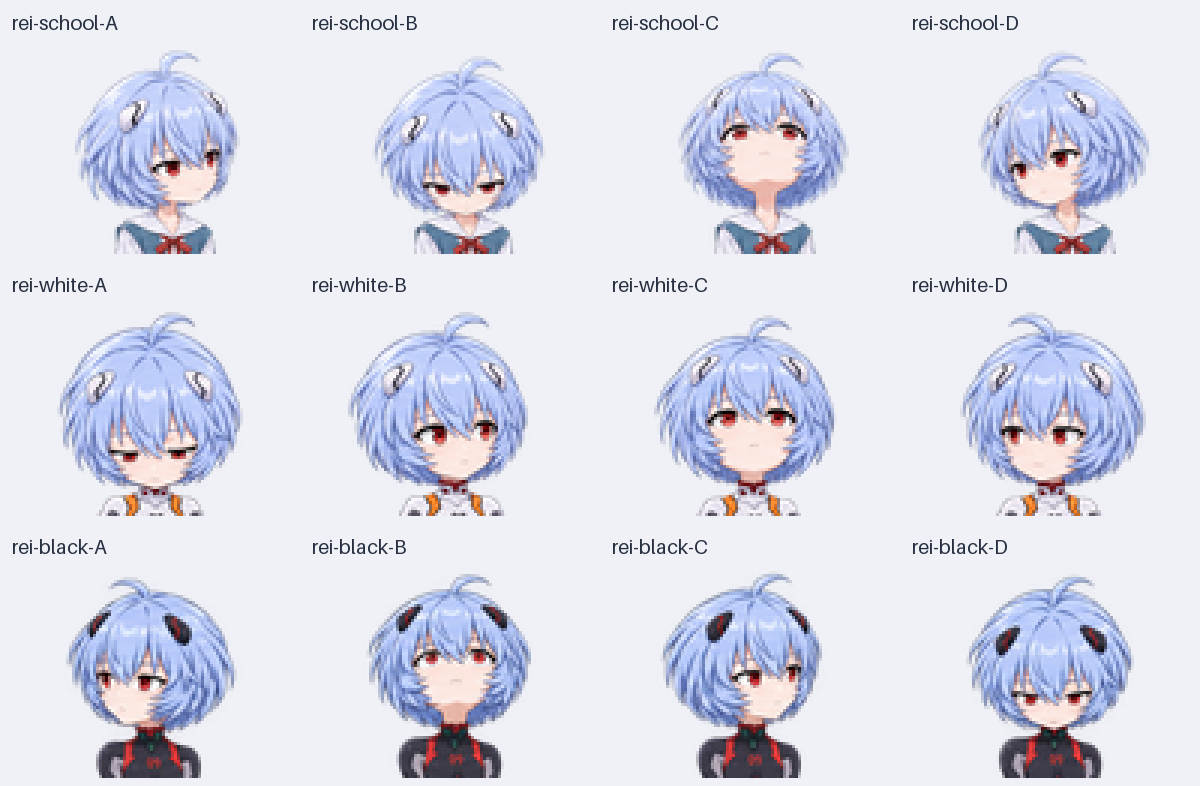 rei-school-A
rei-school-B
rei-school-C
rei-school-D
rei-white-A
rei-white-B
rei-white-C
rei-white-D
rei-black-A
rei-black-B
rei-black-C
rei-black-D